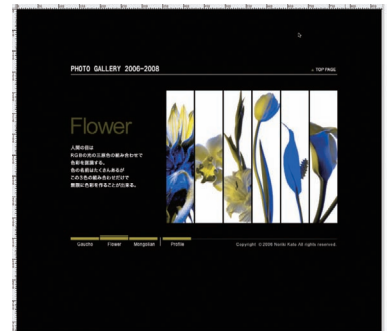 PHOTO GALLERY 2006-2008
TOP PAGE
Flower
人間の目は
RGBの光の三原色の組み合わせで
色彩を認識する。
色の名前はたくさんあるが
この3色の組み合わせだけで
無限に色彩を作ることが出来る。
Gaucho Flower Mongolian Profile
Copyright ©2008 Noriki Kato All rights reserved.